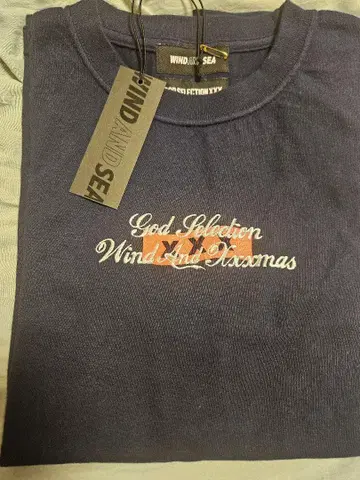 WIND AND SEA
GOD SELECTION XXX
WIND AND SEA
God Selection
XXX
Wind And Xxxmas